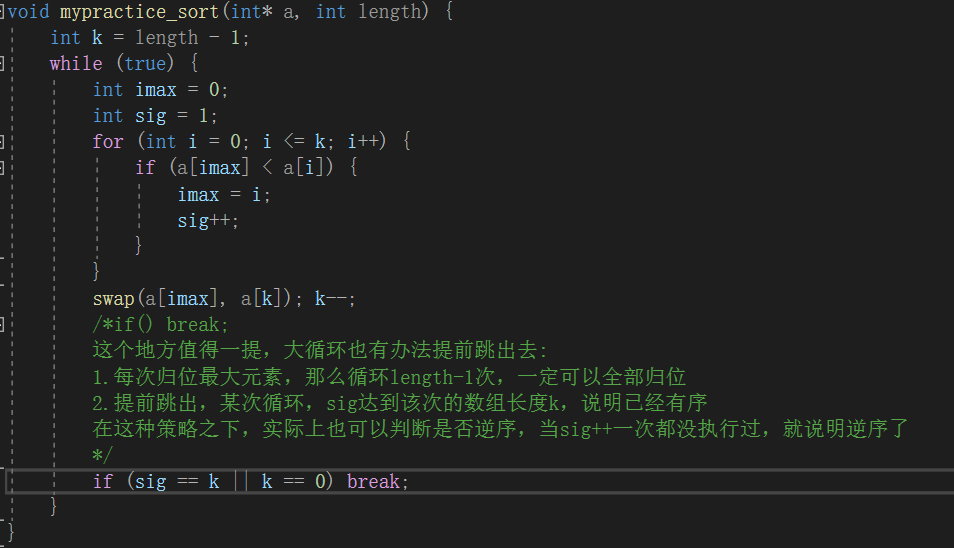 void mypractice_sort(int* a, int length) {
    int k = length - 1;
    while (true) {
        int imax = 0;
        int sig = 1;
        for (int i = 0; i <= k; i++) {
            if (a[imax] < a[i]) {
                imax = i;
                sig++;
            }
        }
        swap(a[imax], a[k]); k--;
        /*if() break;
        这个地方值得一提，大循环也有办法提前跳出去:
        1.每次归位最大元素，那么循环length-1次，一定可以全部归位
        2.提前跳出，某次循环，sig达到该次的数组长度k，说明已经有序
        在这种策略之下，实际上也可以判断是否逆序，当sig++一次都没执行过，就说明逆序了
        */
        if (sig == k || k == 0) break;
    }
}